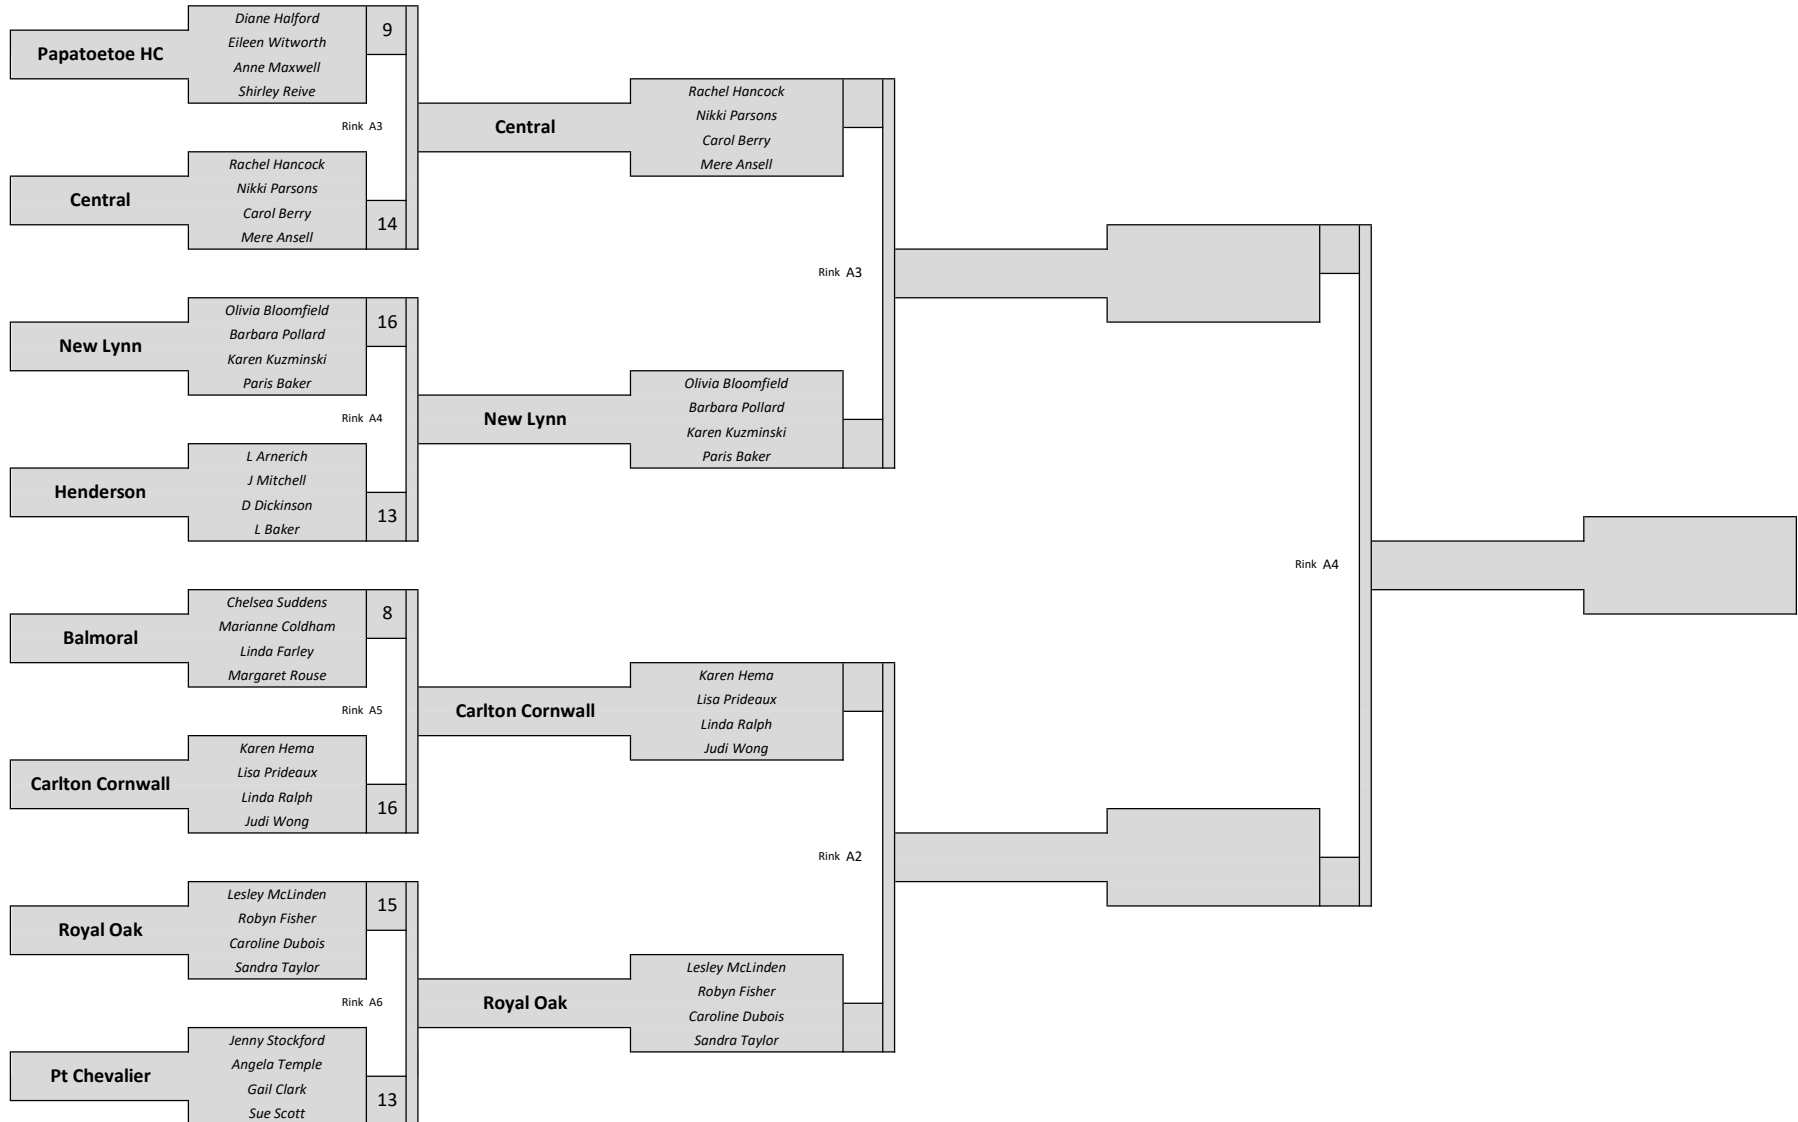 Papatoetoe HC
Diane Halford
Eileen Witworth
Anne Maxwell
Shirley Reive
9
Rink A3
Central
Rachel Hancock
Nikki Parsons
Carol Berry
Mere Ansell
14
New Lynn
Olivia Bloomfield
Barbara Pollard
Karen Kuzminski
Paris Baker
16
Rink A4
Henderson
L Arnerich
J Mitchell
D Dickinson
L Baker
13
Balmoral
Chelsea Suddens
Marianne Coldham
Linda Farley
Margaret Rouse
8
Rink A5
Carlton Cornwall
Karen Hema
Lisa Prideaux
Linda Ralph
Judi Wong
16
Royal Oak
Lesley McLinden
Robyn Fisher
Caroline Dubois
Sandra Taylor
15
Rink A6
Pt Chevalier
Jenny Stockford
Angela Temple
Gail Clark
Sue Scott
13
Central
Rachel Hancock
Nikki Parsons
Carol Berry
Mere Ansell
Rink A3
New Lynn
Olivia Bloomfield
Barbara Pollard
Karen Kuzminski
Paris Baker
Carlton Cornwall
Karen Hema
Lisa Prideaux
Linda Ralph
Judi Wong
Rink A2
Royal Oak
Lesley McLinden
Robyn Fisher
Caroline Dubois
Sandra Taylor
Rink A4